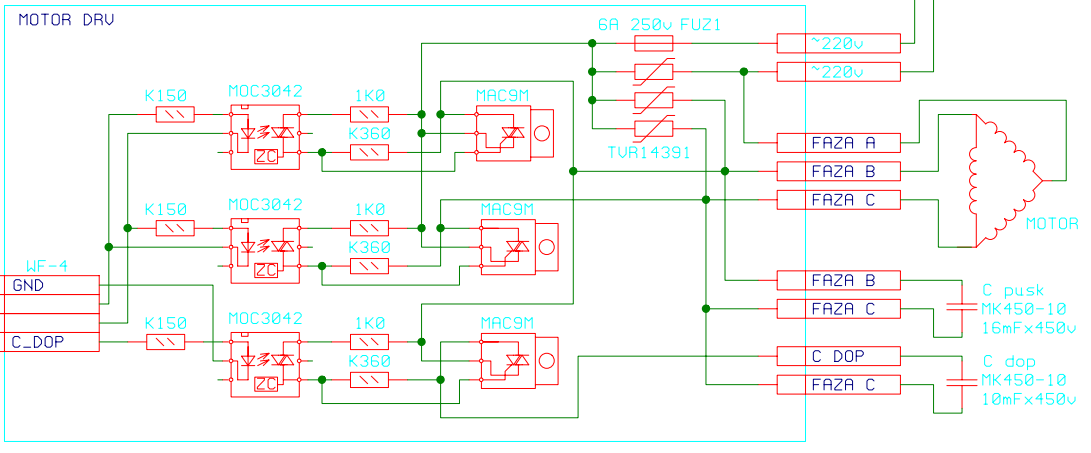 MOTOR DRV
6A 250v FUZ1
~220v
~220v
K150
MOC3042
1K0
K360
MAC9M
ZC
TVR14391
FAZA A
FAZA B
FAZA C
MOTOR
K150
MOC3042
1K0
K360
MAC9M
ZC
WF-4
GND
C_DOP
K150
MOC3042
1K0
K360
MAC9M
ZC
FAZA B
FAZA C
C pusk
MK450-10
16mFx450v
C DOP
FAZA C
C dop
MK450-10
10mFx450v